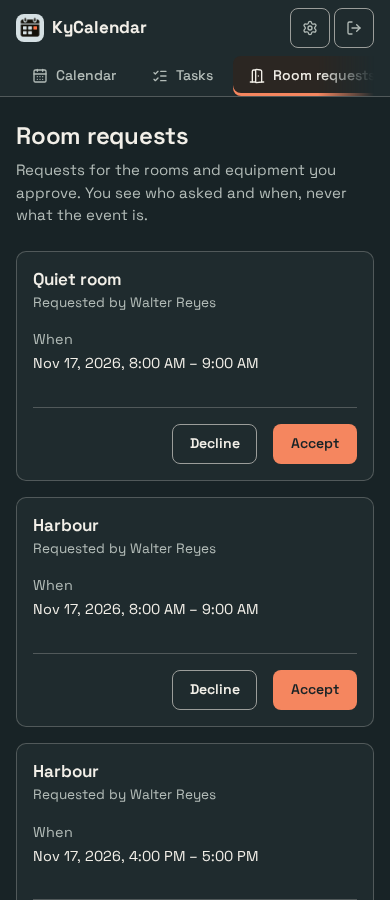 KyCalendar
Calendar
Tasks
Room requests
Room requests
Requests for the rooms and equipment you
approve. You see who asked and when, never
what the event is.
Quiet room
Requested by Walter Reyes
When
Nov 17, 2026, 8:00 AM – 9:00 AM
Decline
Accept
Harbour
Requested by Walter Reyes
When
Nov 17, 2026, 8:00 AM – 9:00 AM
Decline
Accept
Harbour
Requested by Walter Reyes
When
Nov 17, 2026, 4:00 PM – 5:00 PM